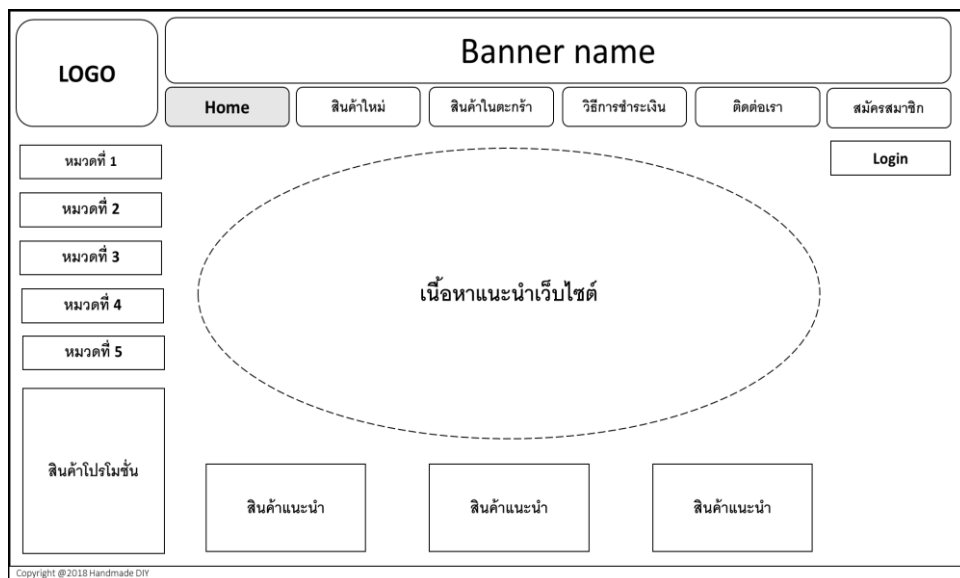 LOGO
Banner name
Home
สินค้าใหม่
สินค้าในตะกร้า
วิธีการชำระเงิน
ติดต่อเรา
สมัครสมาชิก
Login
หมวดที่ 1
หมวดที่ 2
หมวดที่ 3
หมวดที่ 4
หมวดที่ 5
เนื้อหาแนะนำเว็บไซต์
สินค้าโปรโมชั่น
สินค้าแนะนำ
สินค้าแนะนำ
สินค้าแนะนำ
Copyright @2018 Handmade DIY